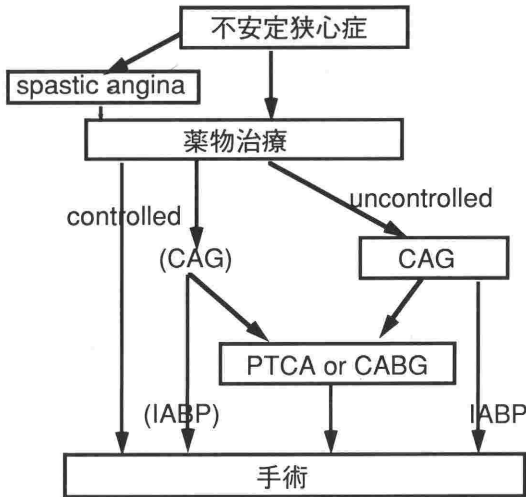 不安定狭心症
spastic angina
薬物治療
controlled
uncontrolled
(CAG)
CAG
PTCA or CABG
(IABP)
IABP
手術